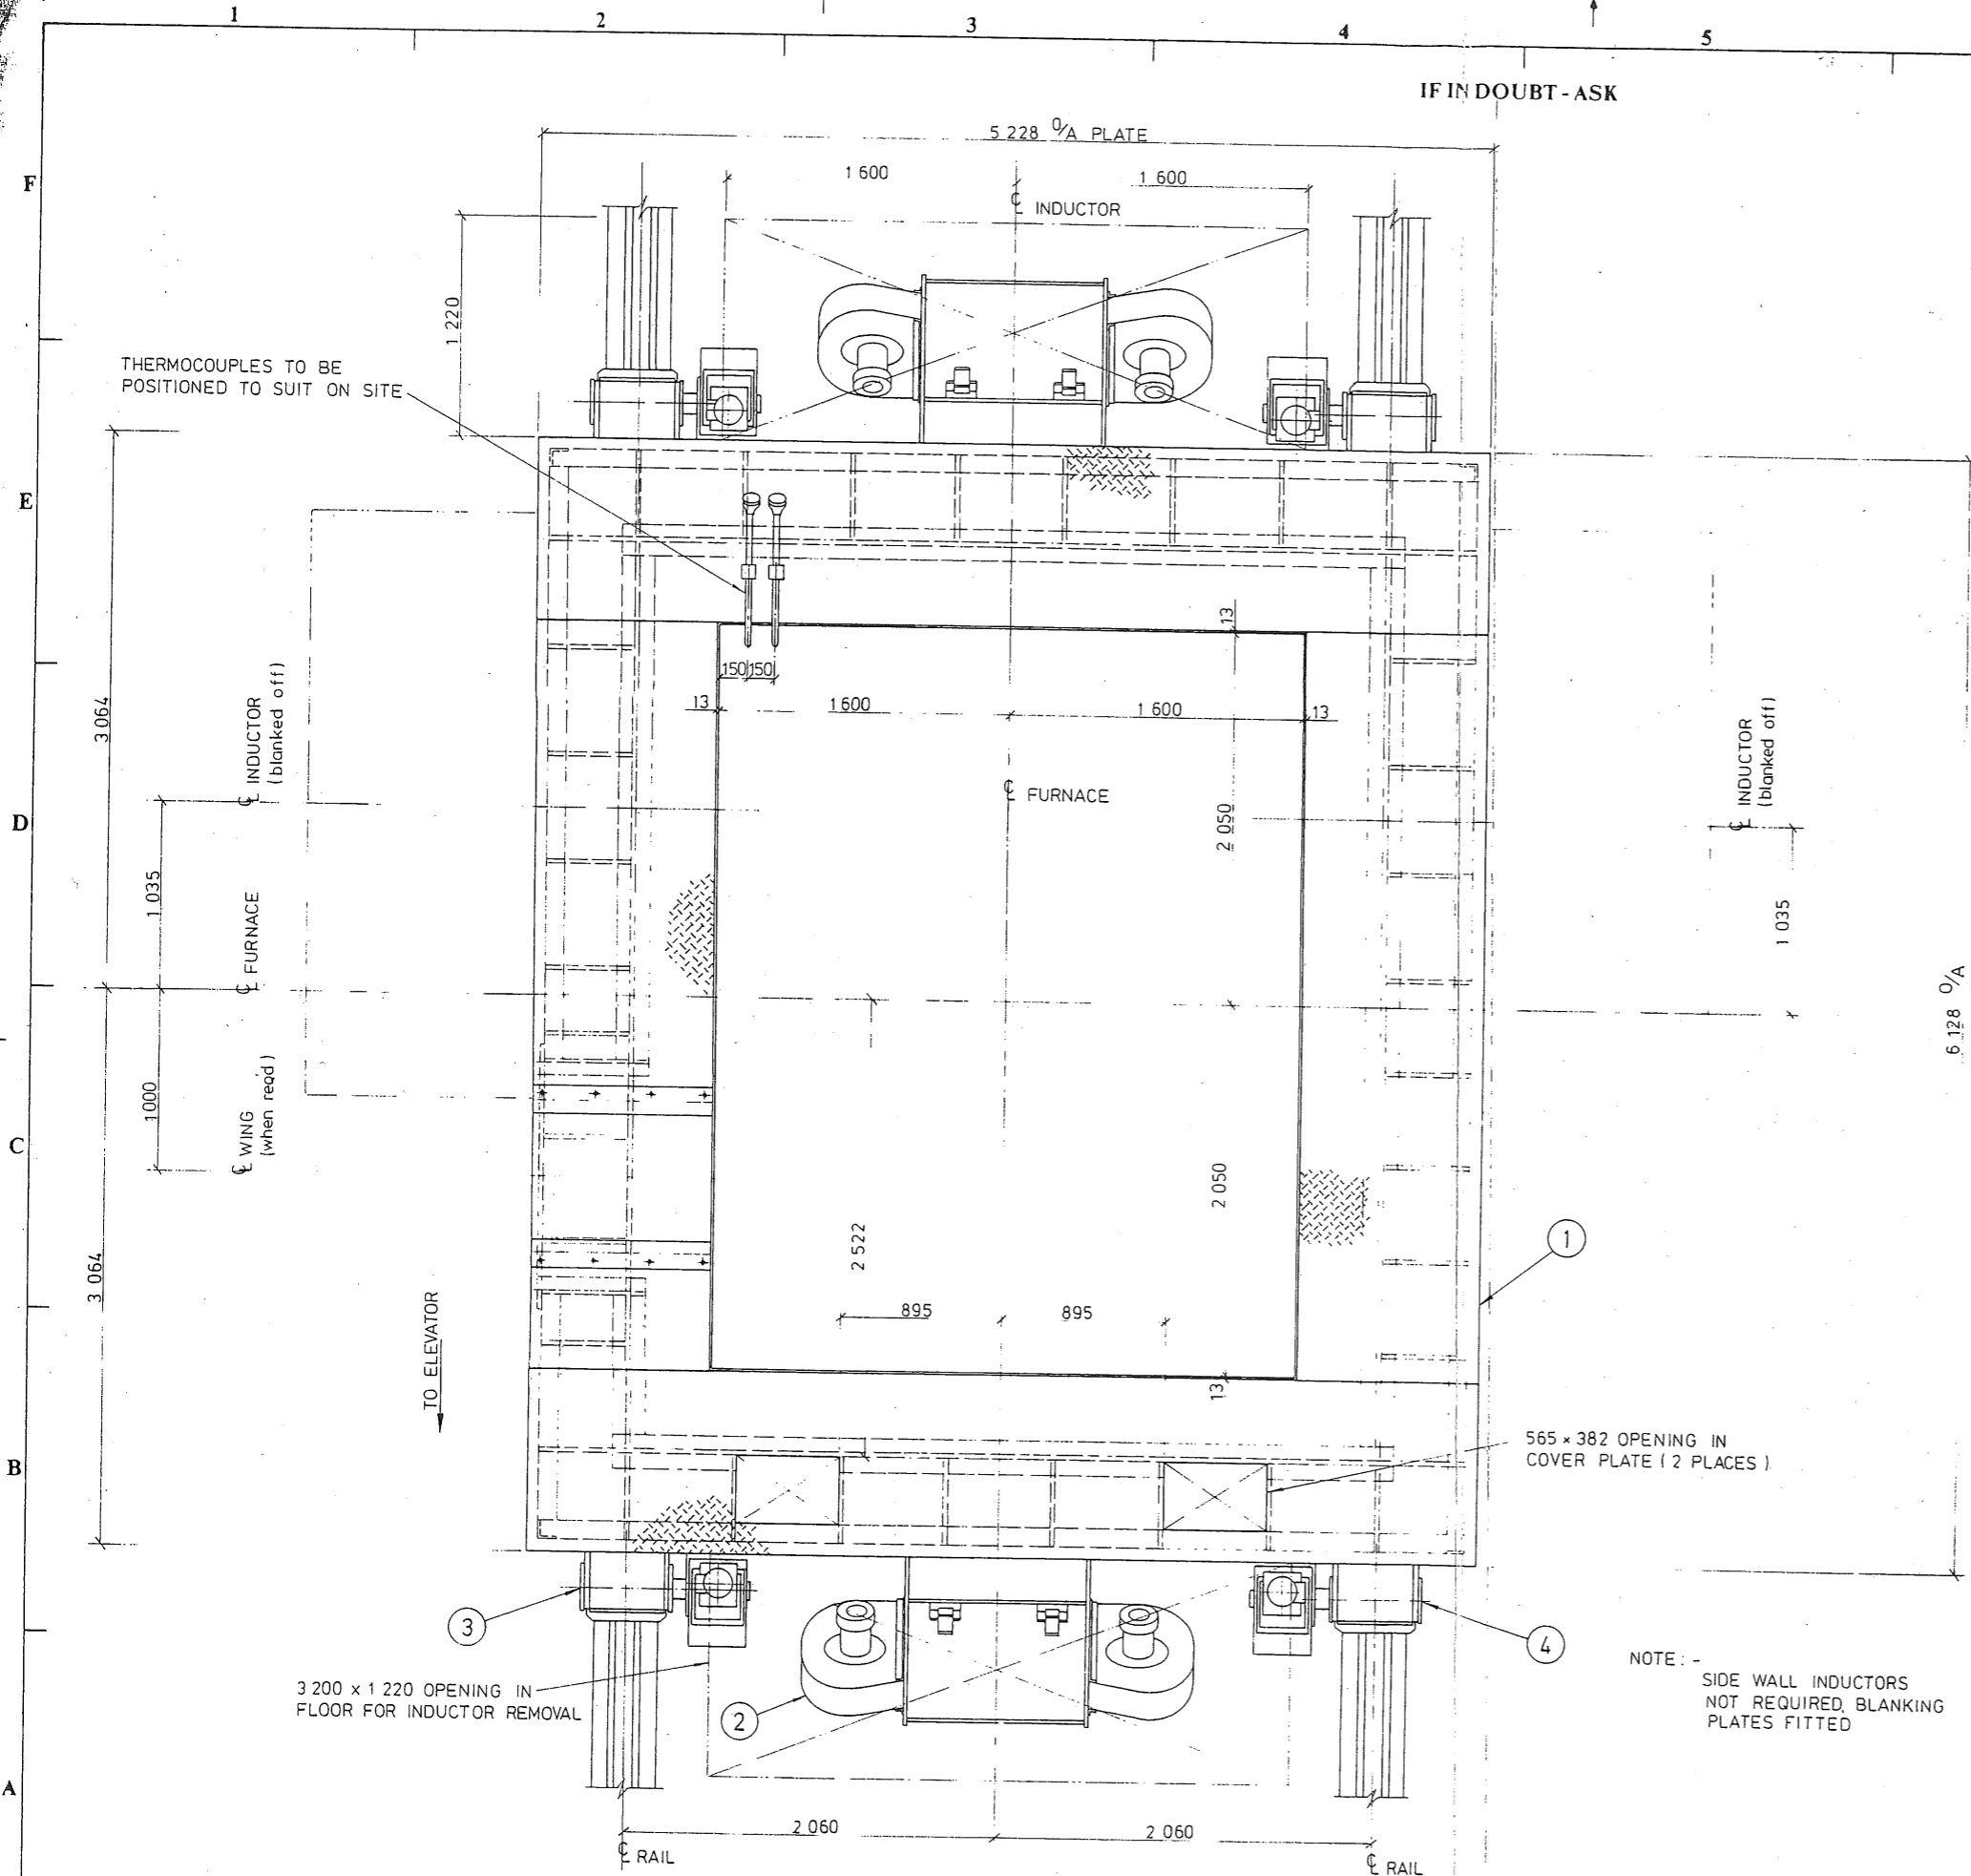 1
2
3
4
5
IF IN DOUBT - ASK
F
E
D
C
B
A
5 228 O/A PLATE
1 600
1 600
℄ INDUCTOR
1 220
THERMOCOUPLES TO BE
POSITIONED TO SUIT ON SITE
13
150
150
13
1 600
1 600
13
3 064
℄ INDUCTOR
(blanked off)
℄ INDUCTOR
(blanked off)
℄ FURNACE
2 050
1 035
℄ FURNACE
1 035
6 128 O/A
1000
℄ WING
(when reqd)
2 050
2 522
1
3 064
895
895
TO ELEVATOR
13
565 × 382 OPENING IN
COVER PLATE ( 2 PLACES )
3
4
3 200 x 1 220 OPENING IN
FLOOR FOR INDUCTOR REMOVAL
2
NOTE : -
SIDE WALL INDUCTORS
NOT REQUIRED, BLANKING
PLATES FITTED
2 060
2 060
℄ RAIL
℄ RAIL